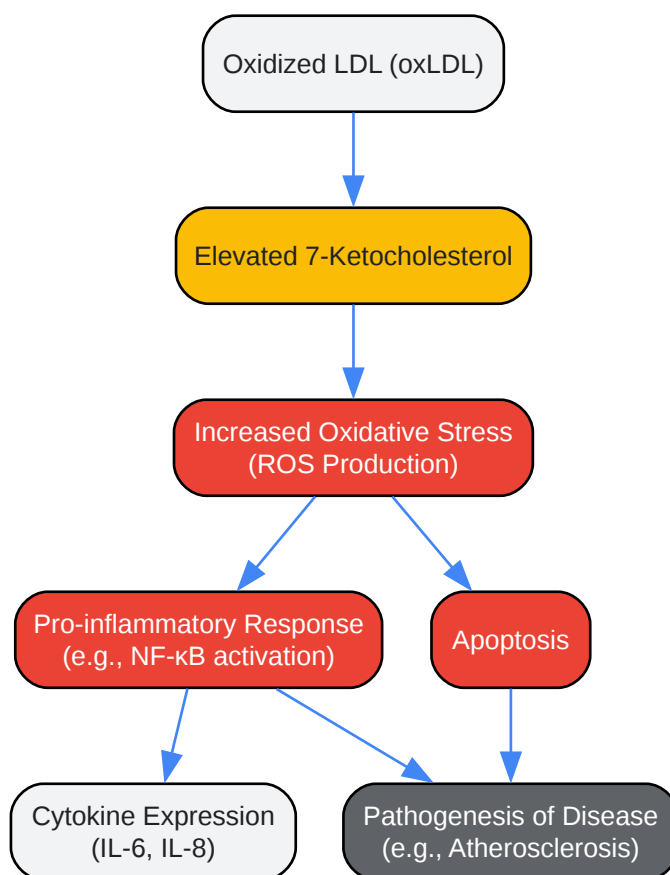 Oxidized LDL (oxLDL)
Elevated 7-Ketocholesterol
Increased Oxidative Stress
(ROS Production)
Pro-inflammatory Response
(e.g., NF-κB activation)
Apoptosis
Cytokine Expression
(IL-6, IL-8)
Pathogenesis of Disease
(e.g., Atherosclerosis)